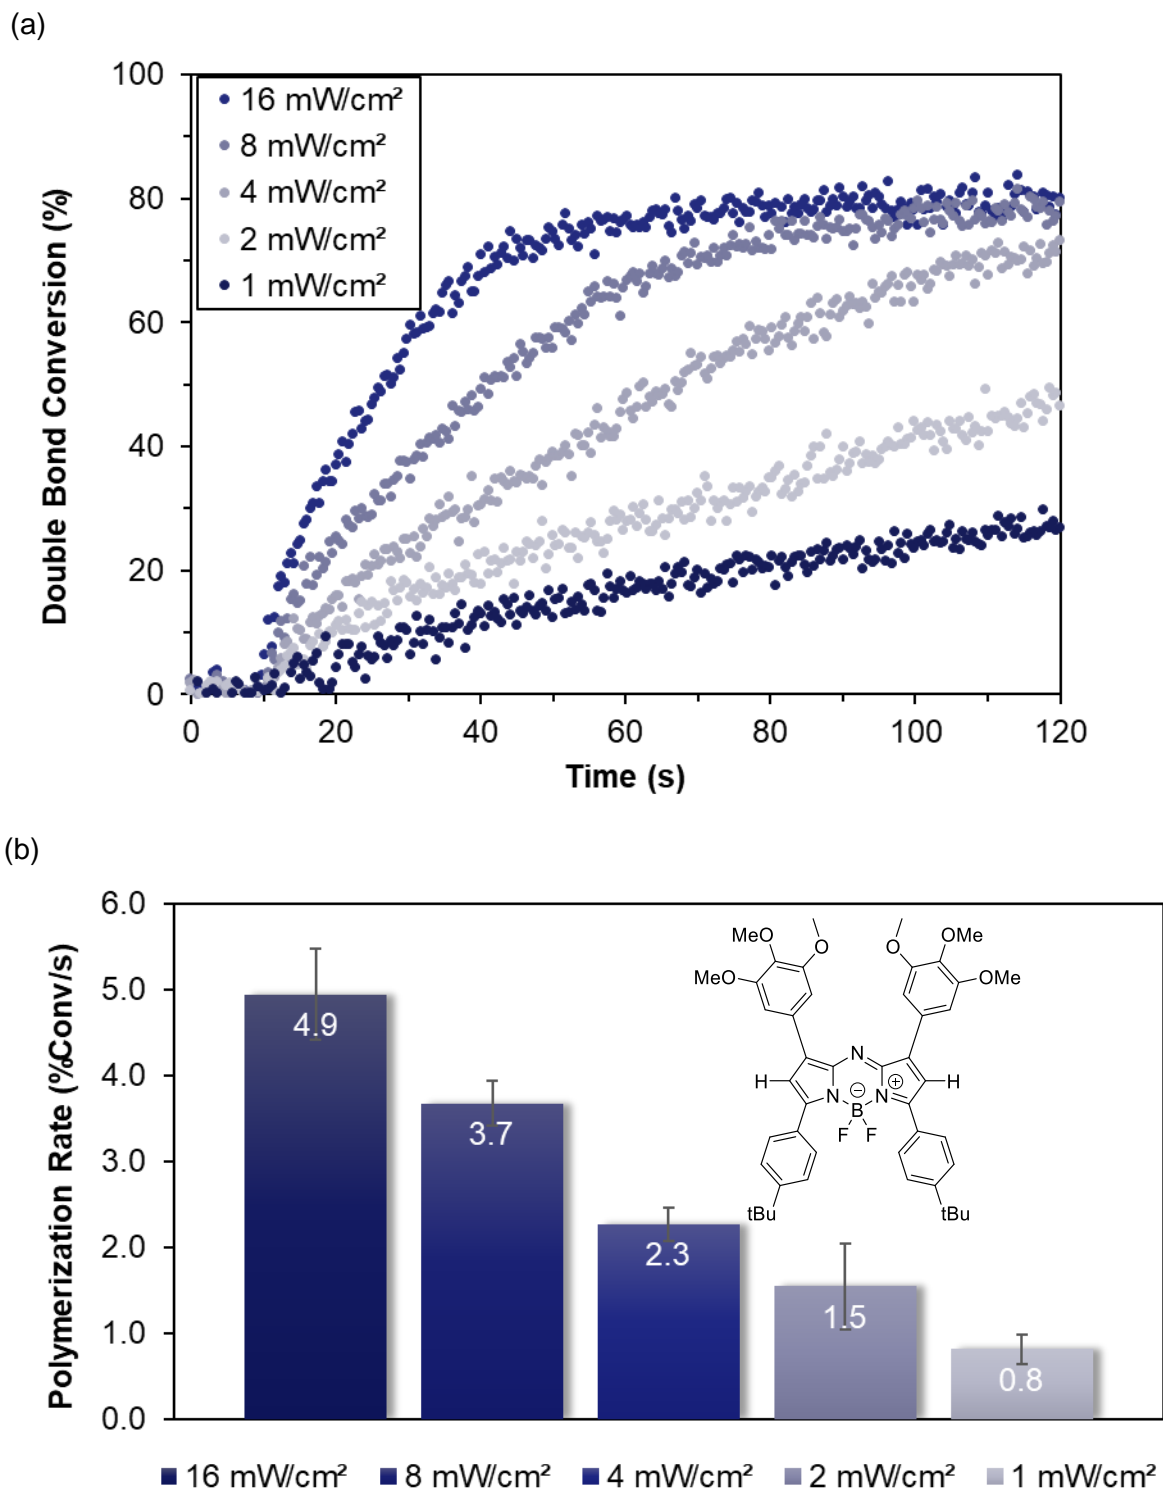 (a)
100
80
60
40
20
0
Double Bond Conversion (%)
16 mW/cm²
8 mW/cm²
4 mW/cm²
2 mW/cm²
1 mW/cm²
0 20 40 60 80 100 120
Time (s)
(b)
6.0
5.0
4.0
3.0
2.0
1.0
0.0
Polymerization Rate (%Conv/s)
4.9
3.7
2.3
1.5
0.8
MeO O O OMe
MeO OMe
N
H H
N ⊖ N ⊕
B
F F
tBu tBu
16 mW/cm² 8 mW/cm² 4 mW/cm² 2 mW/cm² 1 mW/cm²